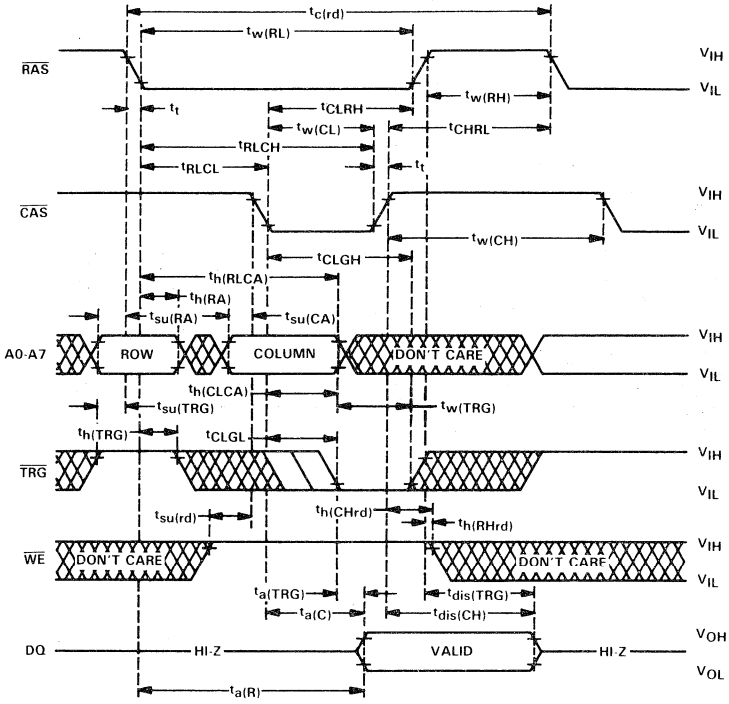 tc(rd)
tw(RL)
RAS
VIH
VIL
tt
tCLRH
tw(RH)
tw(CL)
tCHRL
tRLCH
tRLCL
tt
CAS
VIH
VIL
tw(CH)
tCLGH
th(RLCA)
th(RA)
tsu(RA)
tsu(CA)
A0-A7
ROW
COLUMN
DON'T CARE
VIH
VIL
th(CLCA)
tsu(TRG)
tw(TRG)
th(TRG)
tCLGL
TRG
VIH
VIL
tsu(rd)
th(CHrd)
th(RHrd)
WE
DON'T CARE
DON'T CARE
VIH
VIL
ta(TRG)
tdis(TRG)
ta(C)
tdis(CH)
DQ
HI-Z
VALID
HI-Z
VOH
VOL
ta(R)